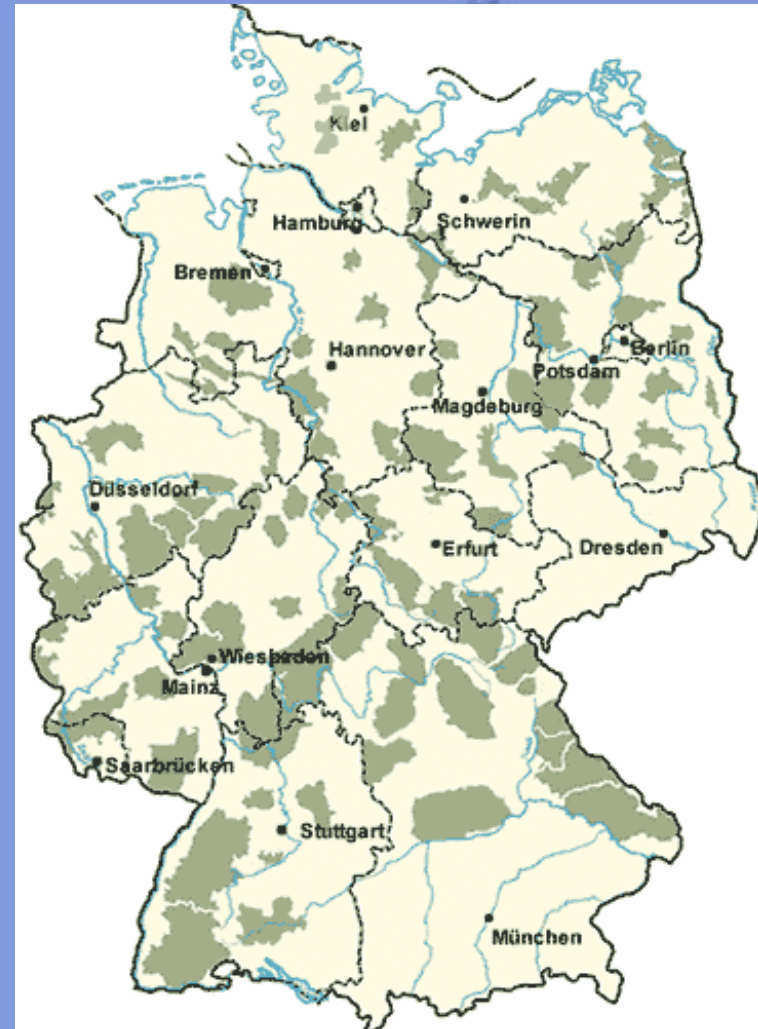 Kiel
Hamburg
Schwerin
Bremen
Hannover
Berlin
Potsdam
Magdeburg
Düsseldorf
Erfurt
Dresden
Wiesbaden
Mainz
Saarbrücken
Stuttgart
München